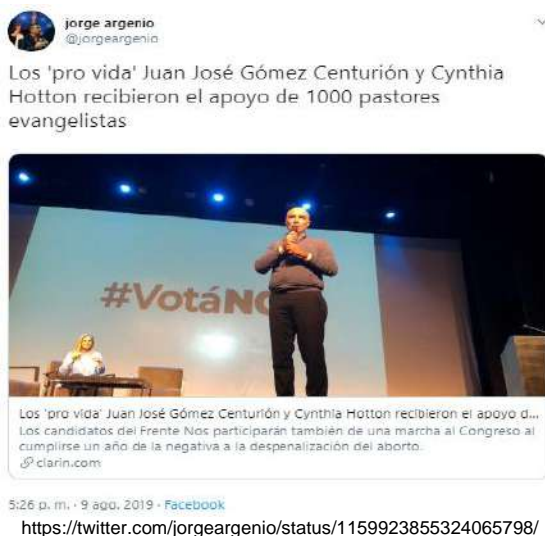 jorge argenio
@jorgeargenio
Los 'pro vida' Juan José Gómez Centurión y Cynthia
Hotton recibieron el apoyo de 1000 pastores
evangelistas
#VotáNO
Los 'pro vida' Juan José Gómez Centurión y Cynthia Hotton recibieron el apoyo d...
Los candidatos del Frente Nos participarán también de una marcha al Congreso al
cumplirse un año de la negativa a la despenalización del aborto.
clarin.com
5:26 p. m. · 9 ago. 2019 · Facebook
https://twitter.com/jorgeargenio/status/1159923855324065798/